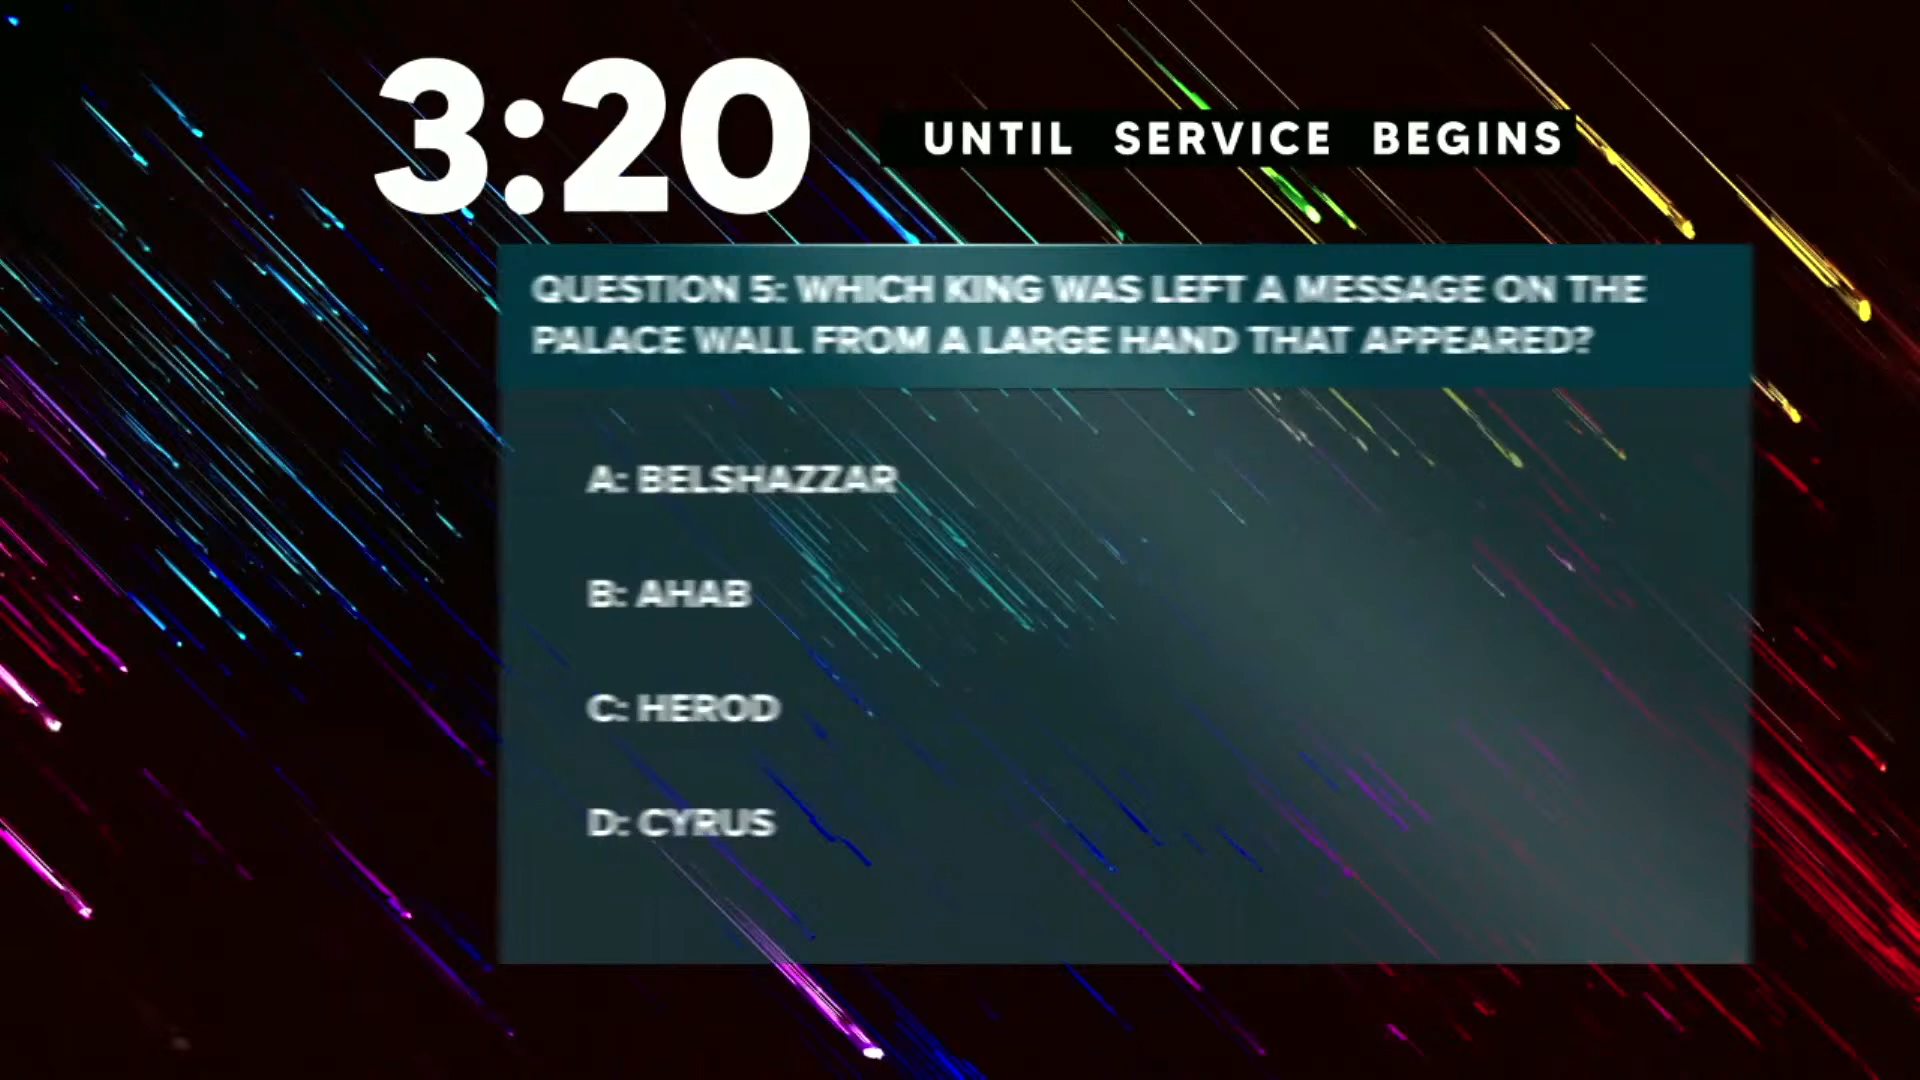 3:20
UNTIL SERVICE BEGINS
QUESTION 5: WHICH KING WAS LEFT A MESSAGE ON THE
PALACE WALL FROM A LARGE HAND THAT APPEARED?
A: BELSHAZZAR
B: AHAB
C: HEROD
D: CYRUS